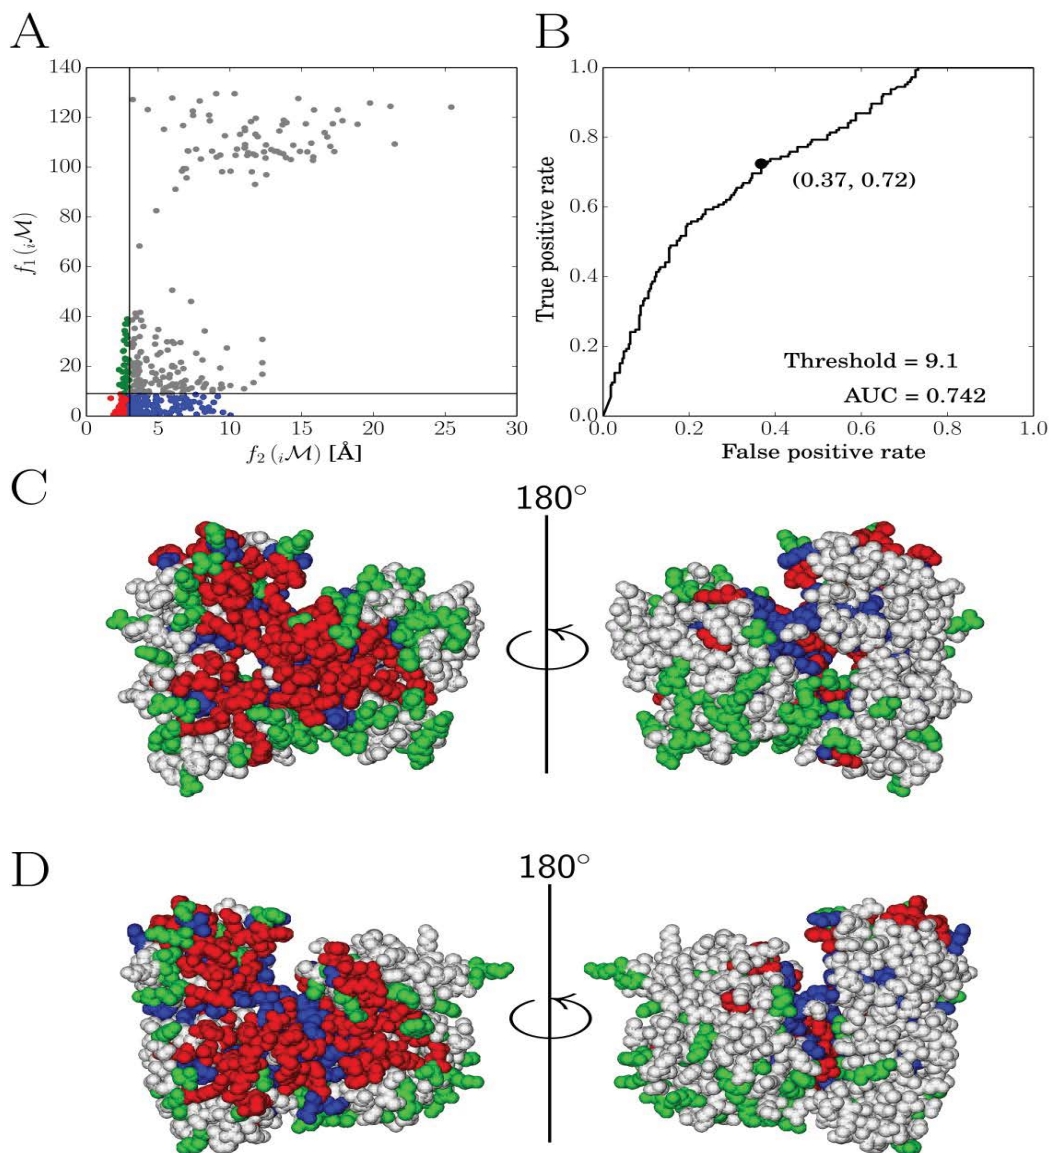 A
140
120
100
80
60
40
20
0
f₁ (ᵢℳ)
0 5 10 15 20 25 30
f₂ (ᵢℳ) [Å]
B
1.0
0.8
0.6
0.4
0.2
0.0
True positive rate
(0.37, 0.72)
Threshold = 9.1
AUC = 0.742
0.0 0.2 0.4 0.6 0.8 1.0
False positive rate
C
180°
D
180°